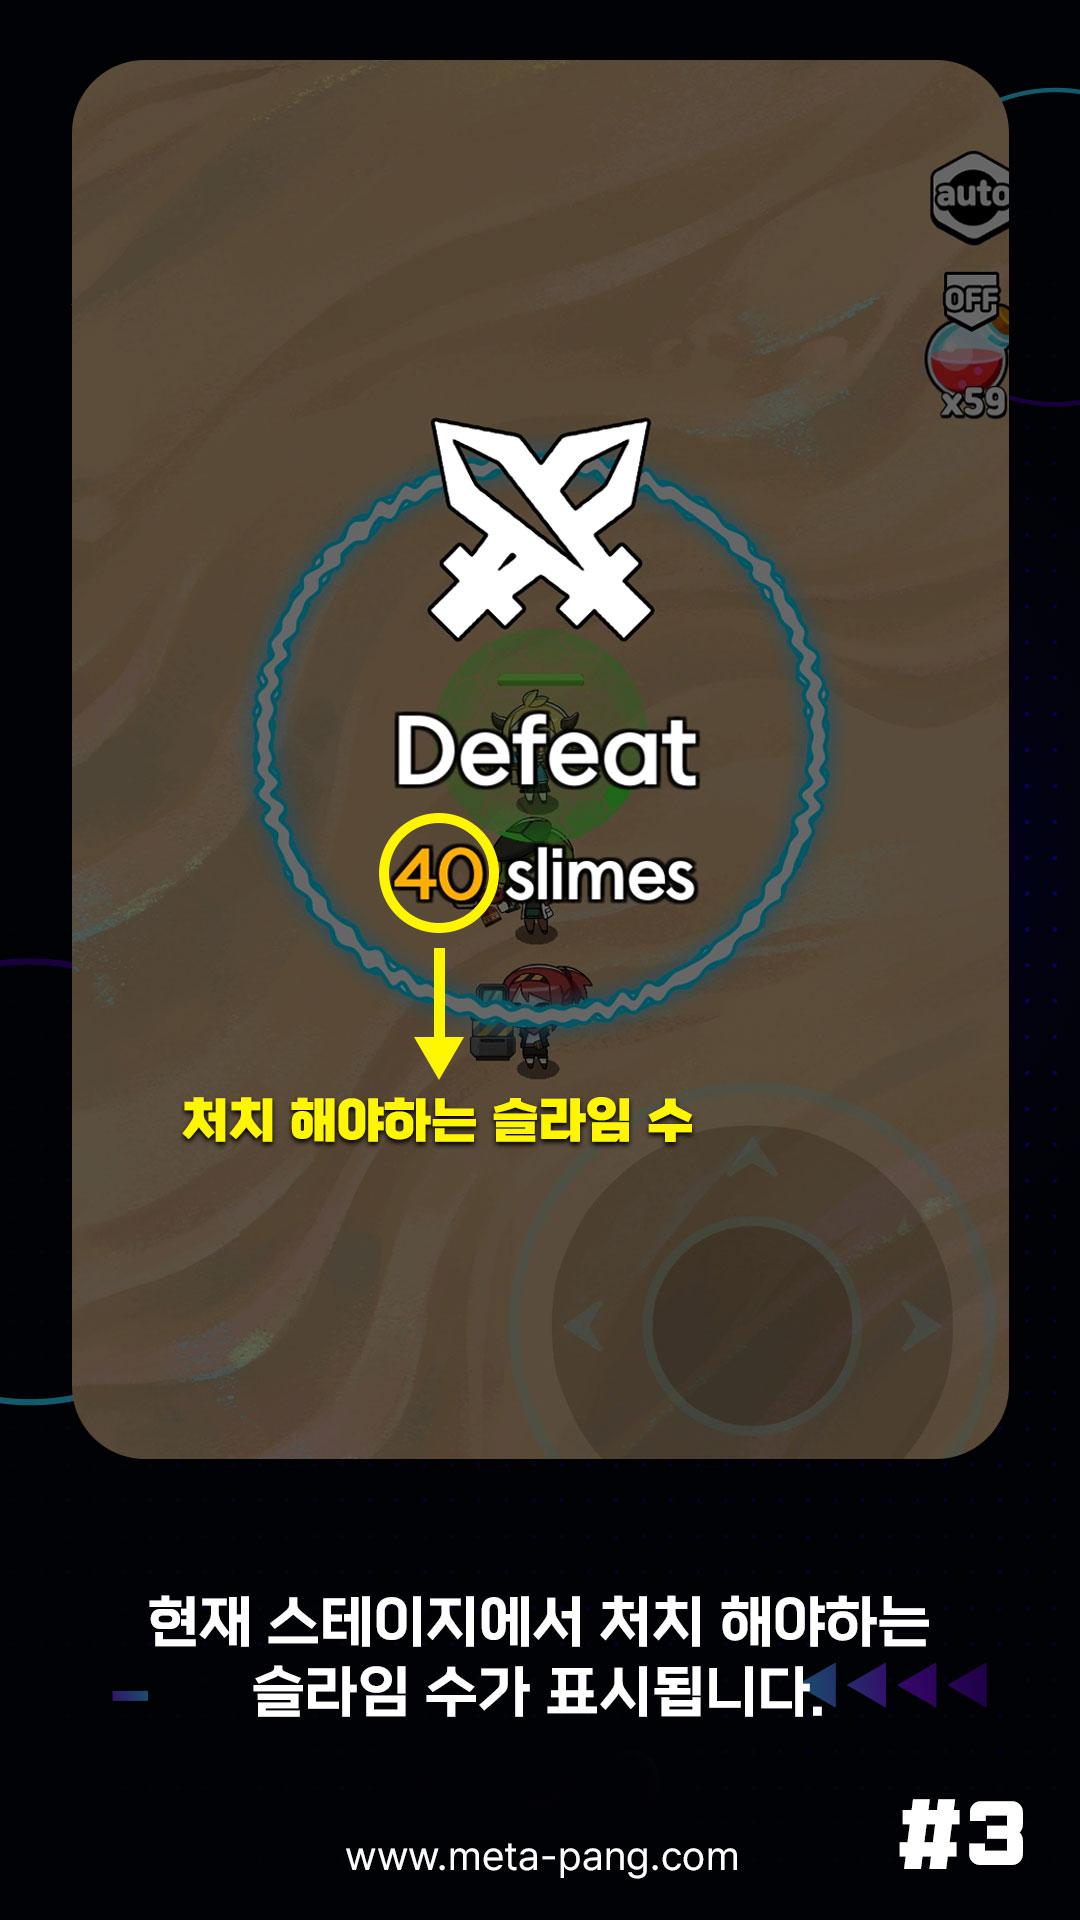 auto
OFF
x59
Defeat
40 slimes
처치 해야하는 슬라임 수
현재 스테이지에서 처치 해야하는
슬라임 수가 표시됩니다.
#3
www.meta-pang.com